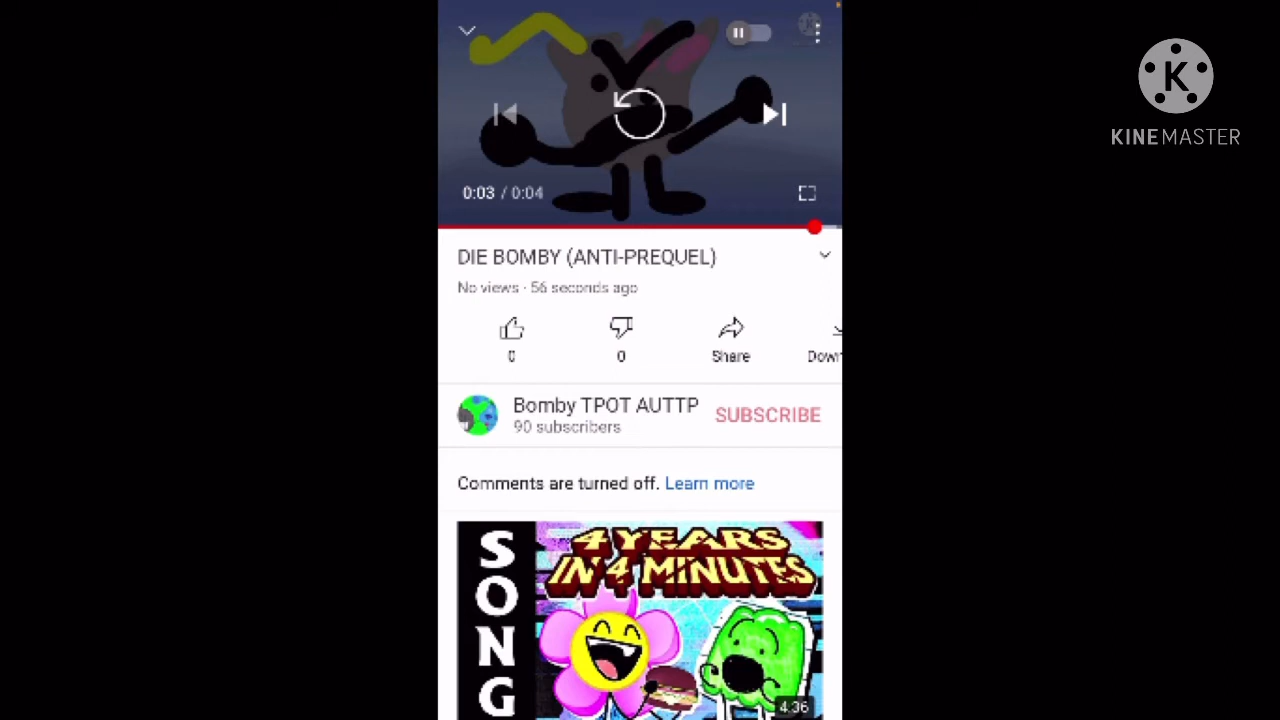 K
KINEMASTER
0:03 / 0:04
DIE BOMBY (ANTI-PREQUEL)
No views · 56 seconds ago
0
0
Share
Down
Bomby TPOT AUTTP
90 subscribers
SUBSCRIBE
Comments are turned off. Learn more
SONG
4 YEARS
IN 4 MINUTES
4:36